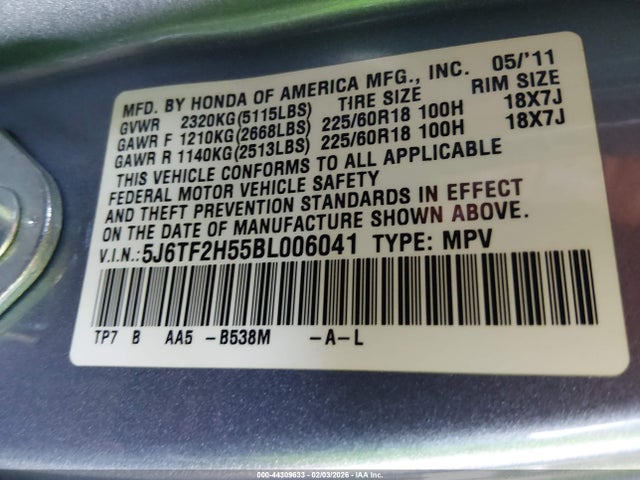 MFD. BY HONDA OF AMERICA MFG., INC. 05/'11
GVWR 2320KG(5115LBS) TIRE SIZE RIM SIZE
GAWR F 1210KG(2668LBS) 225/60R18 100H 18X7J
GAWR R 1140KG(2513LBS) 225/60R18 100H 18X7J
THIS VEHICLE CONFORMS TO ALL APPLICABLE
FEDERAL MOTOR VEHICLE SAFETY
AND THEFT PREVENTION STANDARDS IN EFFECT
ON THE DATE OF MANUFACTURE SHOWN ABOVE.
V.I.N.: 5J6TF2H55BL006041 TYPE: MPV
TP7 B AA5 -B538M -A-L
000-44309633 - 02/03/2026 - IAA Inc.